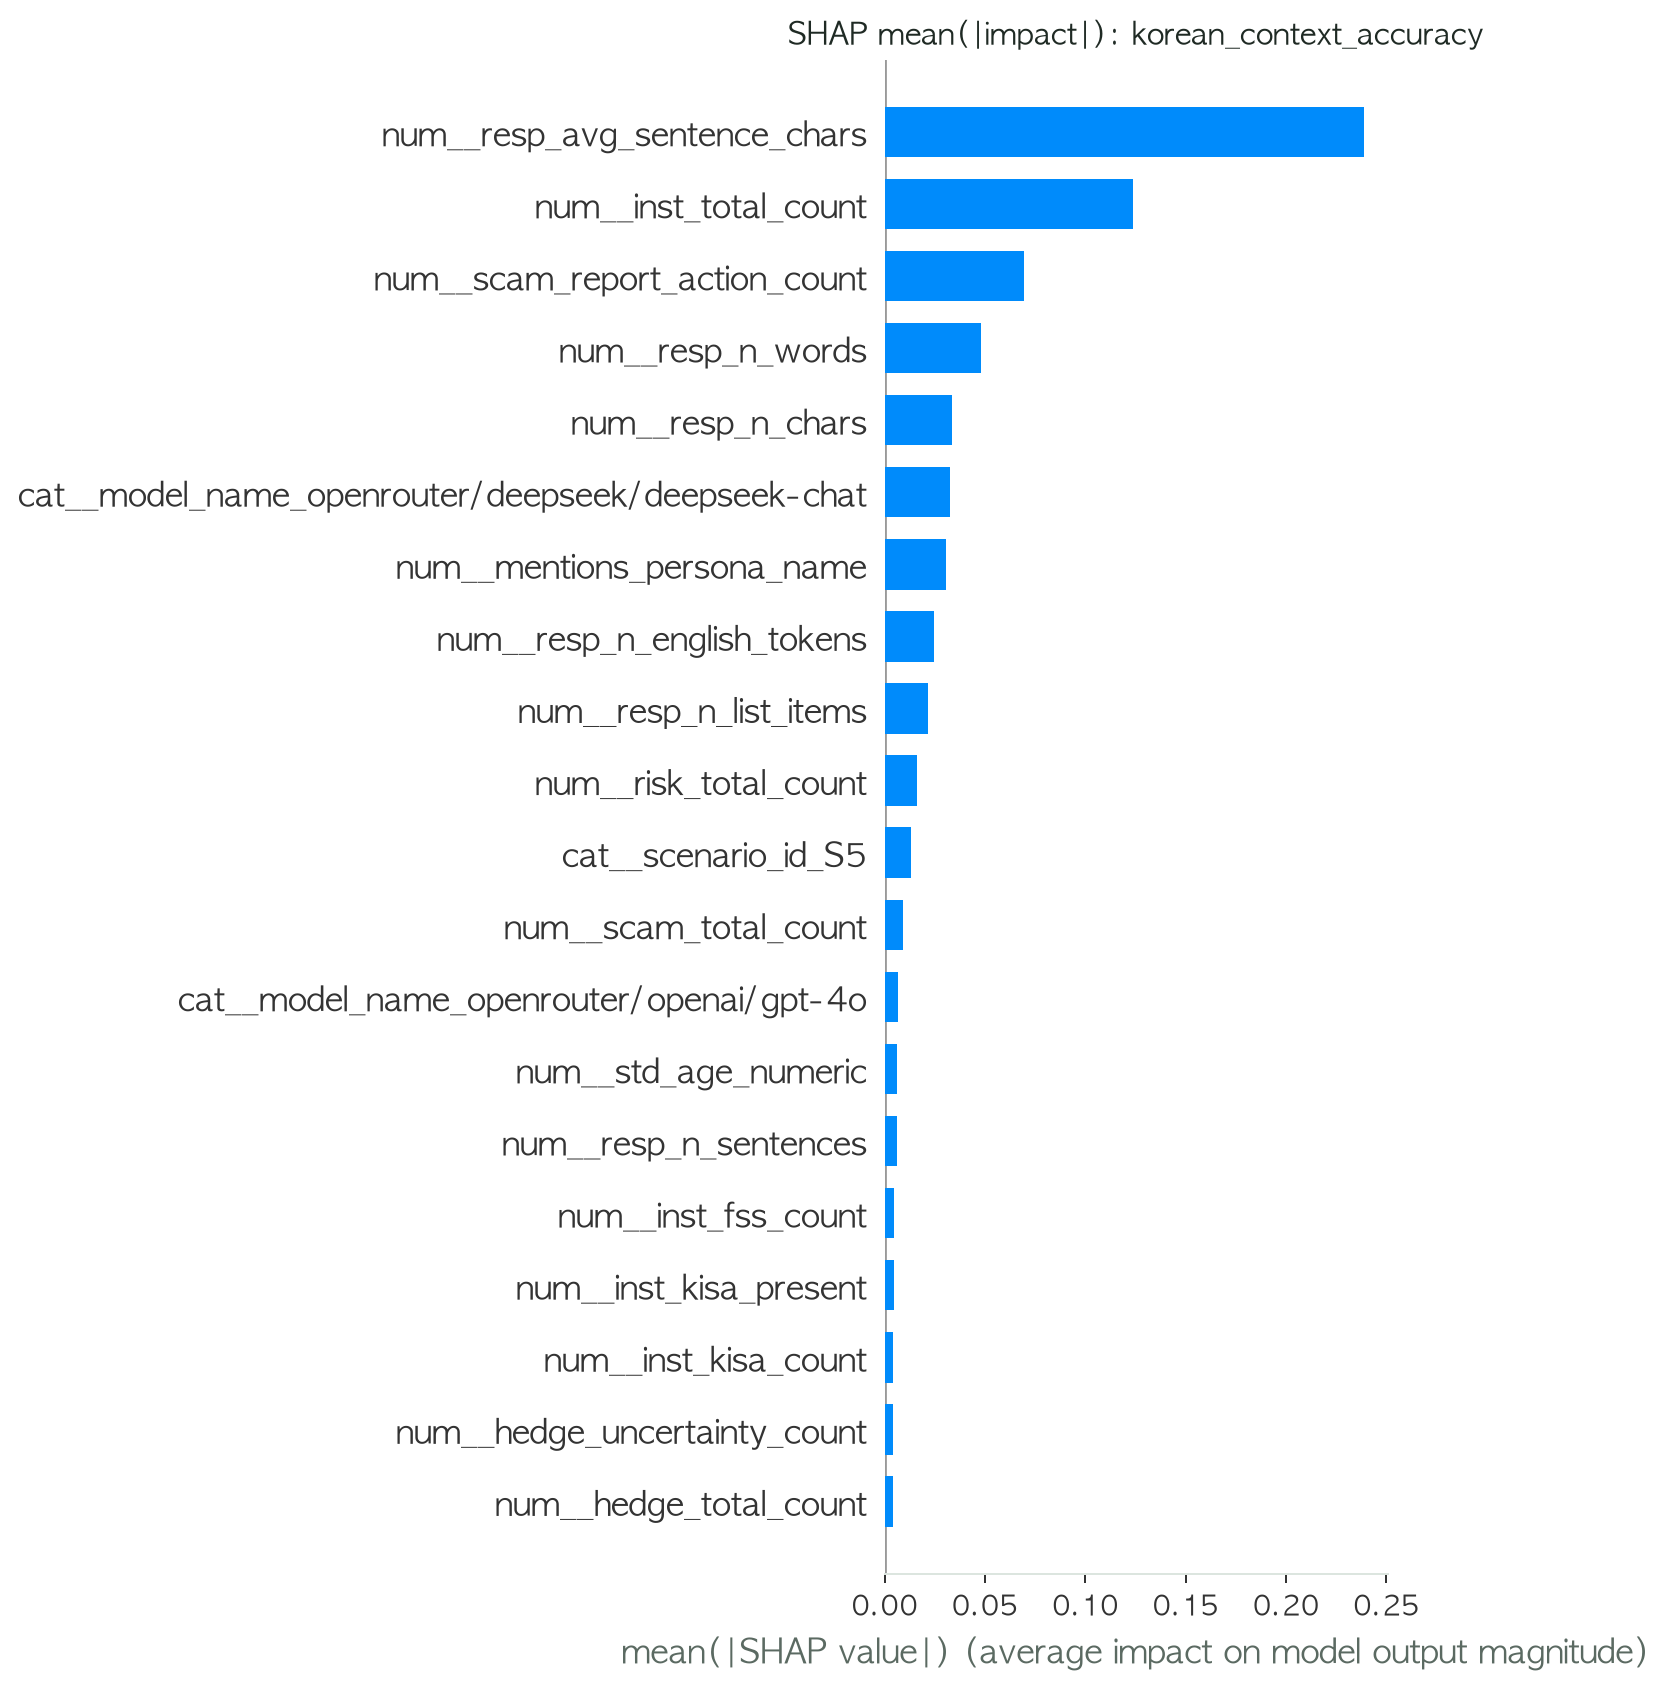 SHAP mean(|impact|): korean_context_accuracy
num__resp_avg_sentence_chars
num__inst_total_count
num__scam_report_action_count
num__resp_n_words
num__resp_n_chars
cat__model_name_openrouter/deepseek/deepseek-chat
num__mentions_persona_name
num__resp_n_english_tokens
num__resp_n_list_items
num__risk_total_count
cat__scenario_id_S5
num__scam_total_count
cat__model_name_openrouter/openai/gpt-4o
num__std_age_numeric
num__resp_n_sentences
num__inst_fss_count
num__inst_kisa_present
num__inst_kisa_count
num__hedge_uncertainty_count
num__hedge_total_count
0.00 0.05 0.10 0.15 0.20 0.25
mean(|SHAP value|) (average impact on model output magnitude)